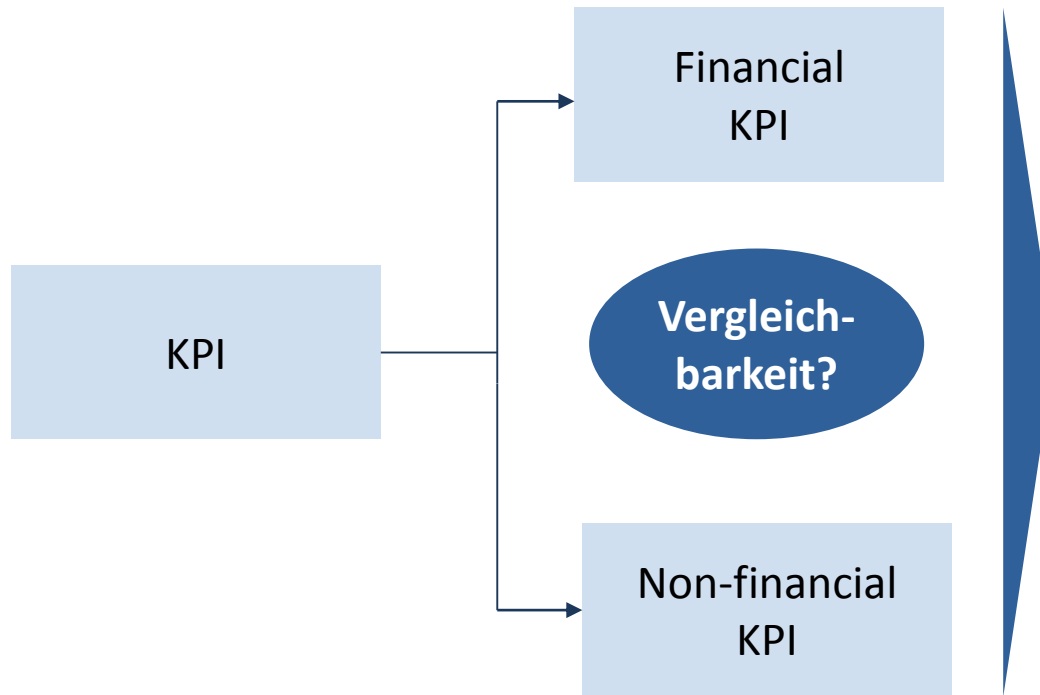 Financial
KPI
KPI
Vergleich-
barkeit?
Non-financial
KPI